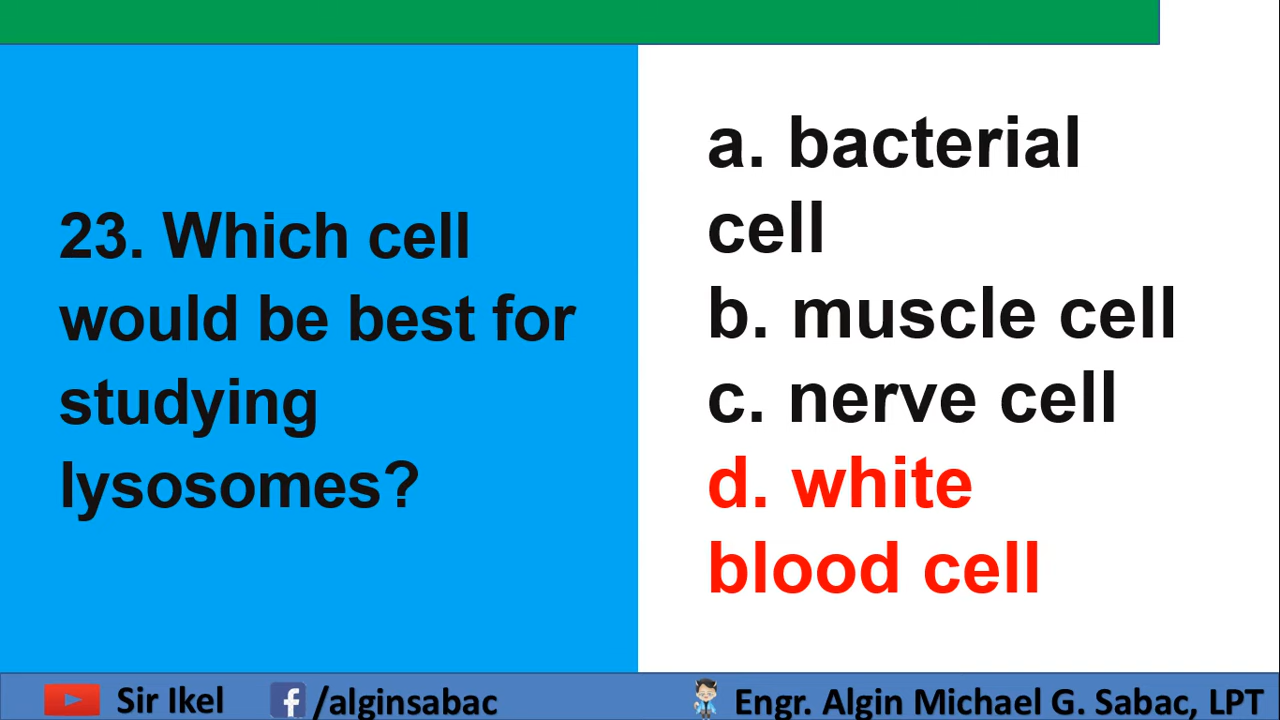 23. Which cell
would be best for
studying
lysosomes?
a. bacterial
cell
b. muscle cell
c. nerve cell
d. white
blood cell
Sir Ikel
/alginsabac
Engr. Algin Michael G. Sabac, LPT